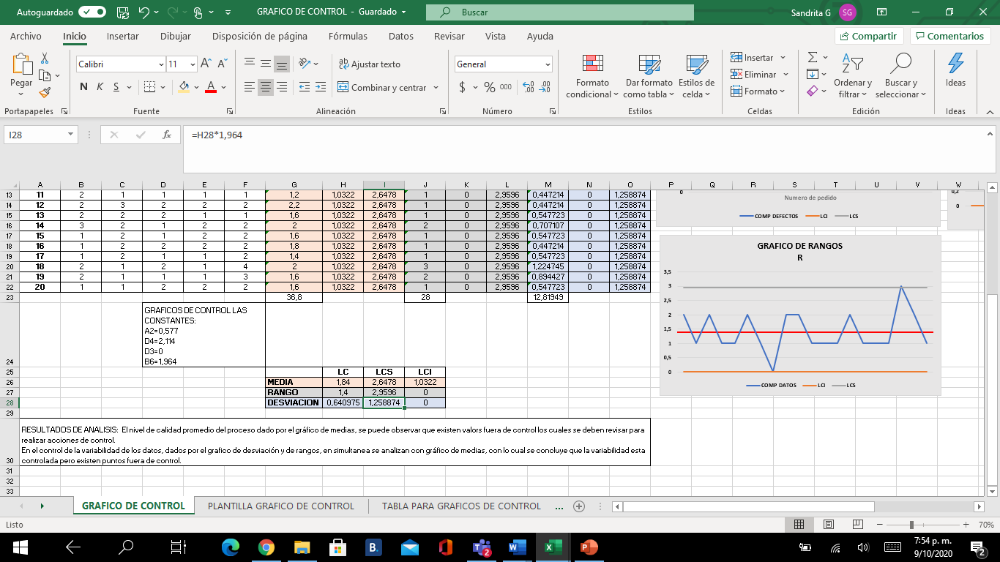 Autoguardado
GRAFICO DE CONTROL - Guardado
Buscar
Sandrita G
SG
Archivo Inicio Insertar Dibujar Disposición de página Fórmulas Datos Revisar Vista Ayuda
Compartir
Comentarios
Pegar
Portapapeles
Calibri 11
N K S
Fuente
Ajustar texto
Combinar y centrar
Alineación
General
$ % 000
Número
Formato condicional
Dar formato como tabla
Estilos de celda
Estilos
Insertar
Eliminar
Formato
Celdas
Ordenar y filtrar
Buscar y seleccionar
Edición
Ideas
Ideas
I28
fx
=H28*1,964
A B C D E F G H I J K L M N O P Q R S T U V W
13 11 2 1 1 1 1 1,2 1,0322 2,6478 1 0 2,9596 0,447214 0 1,258874
14 12 2 3 2 2 2 2,2 1,0322 2,6478 1 0 2,9596 0,447214 0 1,258874
15 13 2 2 2 1 1 1,6 1,0322 2,6478 1 0 2,9596 0,547723 0 1,258874
16 14 3 2 1 2 2 2 1,0322 2,6478 2 0 2,9596 0,707107 0 1,258874
17 15 1 2 1 2 2 1,6 1,0322 2,6478 1 0 2,9596 0,547723 0 1,258874
18 16 1 2 2 2 2 1,8 1,0322 2,6478 1 0 2,9596 0,447214 0 1,258874
19 17 1 2 1 1 2 1,4 1,0322 2,6478 1 0 2,9596 0,547723 0 1,258874
20 18 2 1 2 1 4 2 1,0322 2,6478 3 0 2,9596 1,224745 0 1,258874
21 19 2 1 1 1 3 1,6 1,0322 2,6478 2 0 2,9596 0,894427 0 1,258874
22 20 1 1 2 2 2 1,6 1,0322 2,6478 1 0 2,9596 0,547723 0 1,258874
23 36,8 28 12,81949
GRAFICOS DE CONTROL LAS
CONSTANTES:
A2=0,577
D4=2,114
D3=0
24 B6=1,964
25 LC LCS LCI
26 MEDIA 1,84 2,6478 1,0322
27 RANGO 1,4 2,9596 0
28 DESVIACION 0,640975 1,258874 0
29
RESULTADOS DE ANALISIS: El nivel de calidad promedio del proceso dado por el gráfico de medias, se puede observar que existen valors fuera de control los cuales se deben revisar para
realizar acciones de control.
En el control de la variabilidad de los datos, dados por el grafico de desviación y de rangos, en simultanea se analizan con gráfico de medias, con lo cual se concluye que la variabilidad esta
30 controlada pero existen puntos fuera de control.
31
32
33
0
Numero de pedido
COMP DEFECTOS LCI LCS
0,2
0
GRAFICO DE RANGOS
R
3,5
3
2,5
2
1,5
1
0,5
0
COMP DATOS LCI LCS
GRAFICO DE CONTROL PLANTILLA GRAFICO DE CONTROL TABLA PARA GRAFICOS DE CONTROL ...
Listo
70%
B.
2
7:54 p. m.
9/10/2020
2